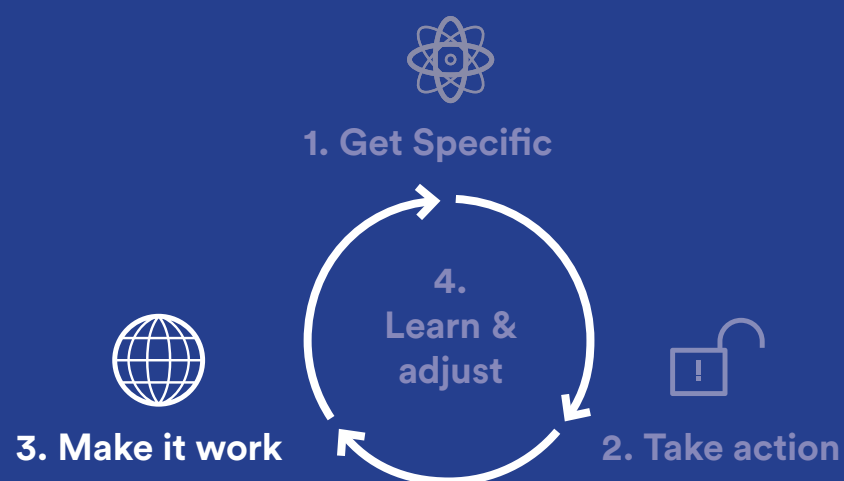 1. Get Specific
4.
Learn &
adjust
!
3. Make it work
2. Take action